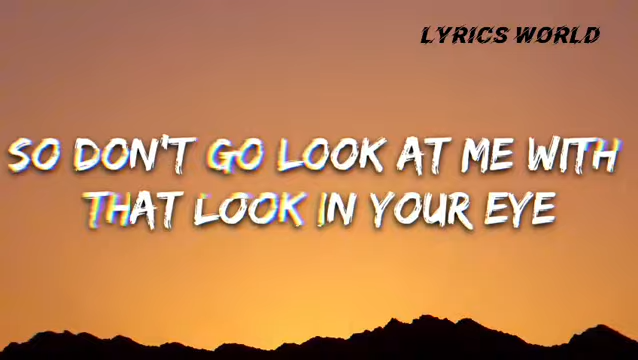 LYRICS WORLD
SO DON'T GO LOOK AT ME WITH
THAT LOOK IN YOUR EYE